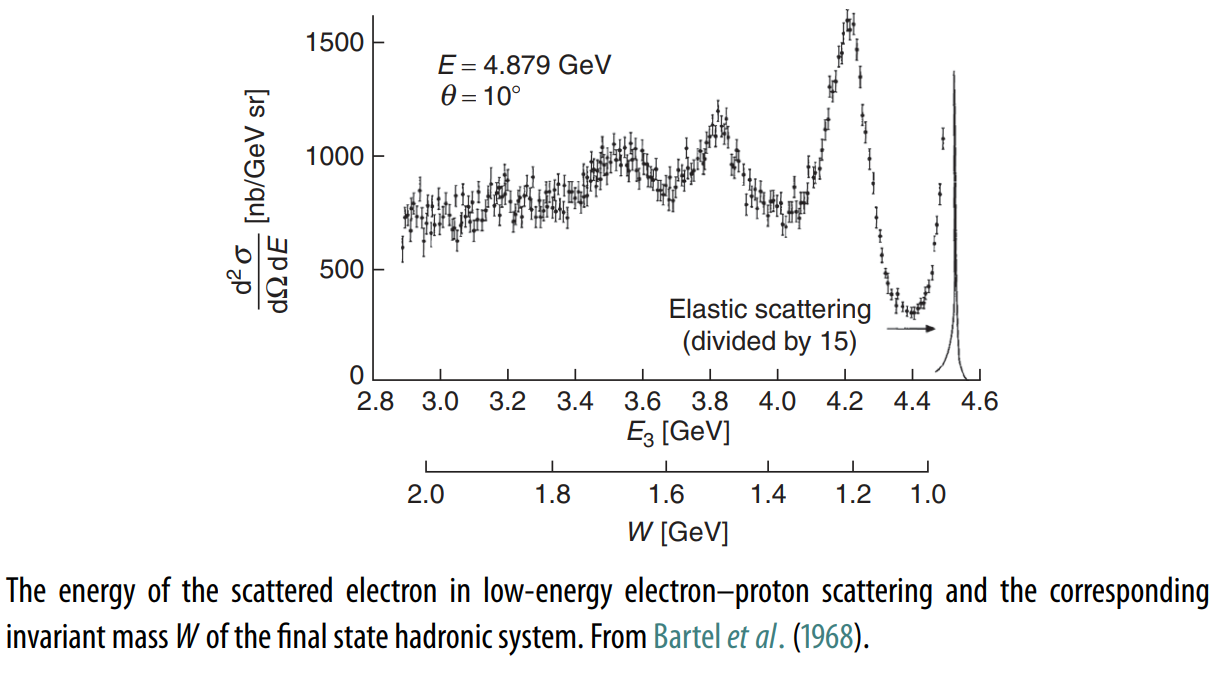 1500
1000
500
0
d² σ
dΩ dE
[nb/GeV sr]
E = 4.879 GeV
θ = 10°
Elastic scattering
(divided by 15)
2.8 3.0 3.2 3.4 3.6 3.8 4.0 4.2 4.4 4.6
E₃ [GeV]
2.0 1.8 1.6 1.4 1.2 1.0
W [GeV]
The energy of the scattered electron in low-energy electron–proton scattering and the corresponding
invariant mass W of the final state hadronic system. From Bartel et al. (1968).